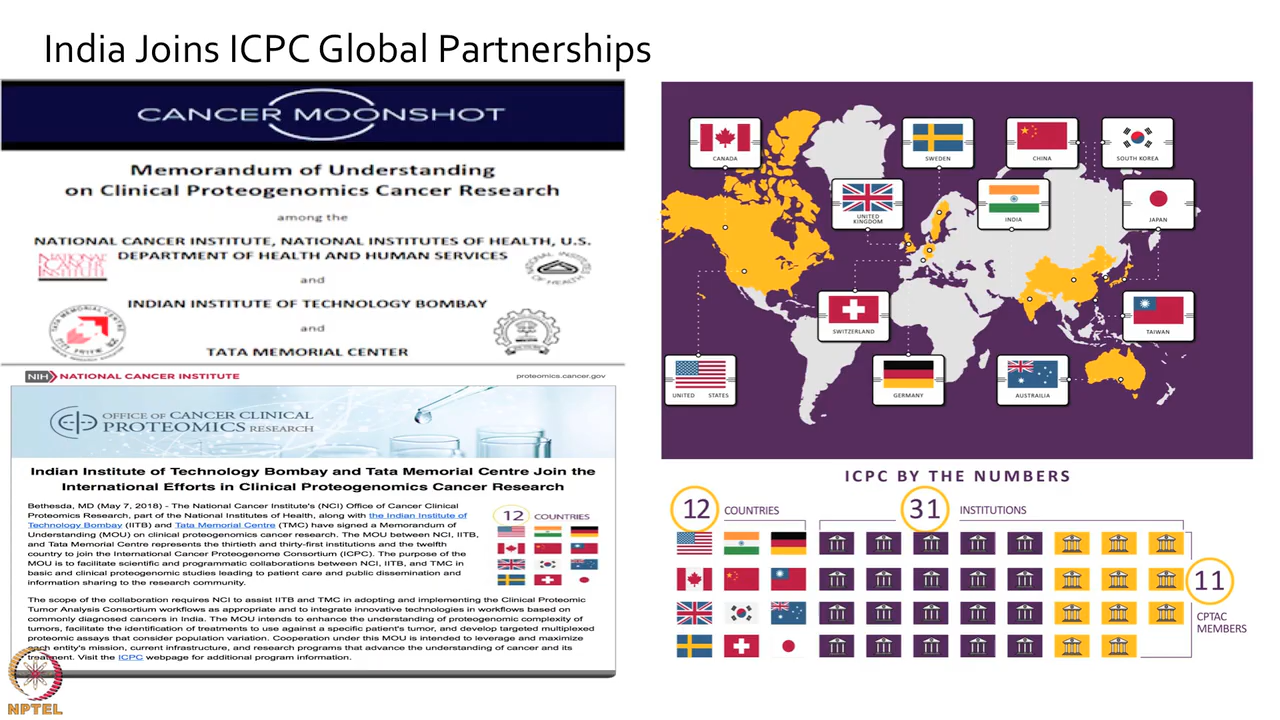 India Joins ICPC Global Partnerships
CANCER MOONSHOT
Memorandum of Understanding
on Clinical Proteogenomics Cancer Research
among the
NATIONAL CANCER INSTITUTE, NATIONAL INSTITUTES OF HEALTH, U.S.
DEPARTMENT OF HEALTH AND HUMAN SERVICES
NATIONAL
CANCER
INSTITUTE
and
INDIAN INSTITUTE OF TECHNOLOGY BOMBAY
and
TATA MEMORIAL CENTRE
TATA MEMORIAL CENTER
NIH NATIONAL CANCER INSTITUTE
proteomics.cancer.gov
OFFICE OF CANCER CLINICAL
PROTEOMICS RESEARCH
Indian Institute of Technology Bombay and Tata Memorial Centre Join the
International Efforts in Clinical Proteogenomics Cancer Research
Bethesda, MD (May 7, 2018) - The National Cancer Institute's (NCI) Office of Cancer Clinical
Proteomics Research, part of the National Institutes of Health, along with the Indian Institute of
Technology Bombay (IITB) and Tata Memorial Centre (TMC) have signed a Memorandum of
Understanding (MOU) on clinical proteogenomics cancer research. The MOU between NCI, IITB,
and Tata Memorial Centre represents the thirtieth and thirty-first institutions and the twelfth
country to join the International Cancer Proteogenome Consortium (ICPC). The purpose of the
MOU is to facilitate scientific and programmatic collaborations between NCI, IITB, and TMC in
basic and clinical proteogenomic studies leading to patient care and public dissemination and
information sharing to the research community.
12 COUNTRIES
The scope of the collaboration requires NCI to assist IITB and TMC in adopting and implementing the Clinical Proteomic
Tumor Analysis Consortium workflows as appropriate and to integrate innovative technologies in workflows based on
commonly diagnosed cancers in India. The MOU intends to enhance the understanding of proteogenomic complexity of
tumors, facilitate the identification of treatments to use against a specific patient's tumor, and develop targeted multiplexed
proteomic assays that consider population variation. Cooperation under this MOU is intended to leverage and maximize
each entity's mission, current infrastructure, and research programs that advance the understanding of cancer and its
treatment. Visit the ICPC webpage for additional program information.
NPTEL
CANADA
SWEDEN
CHINA
SOUTH KOREA
UNITED
KINGDOM
INDIA
JAPAN
SWITZERLAND
TAIWAN
UNITED STATES
GERMANY
AUSTRAILIA
ICPC BY THE NUMBERS
12 COUNTRIES
31 INSTITUTIONS
11
CPTAC
MEMBERS